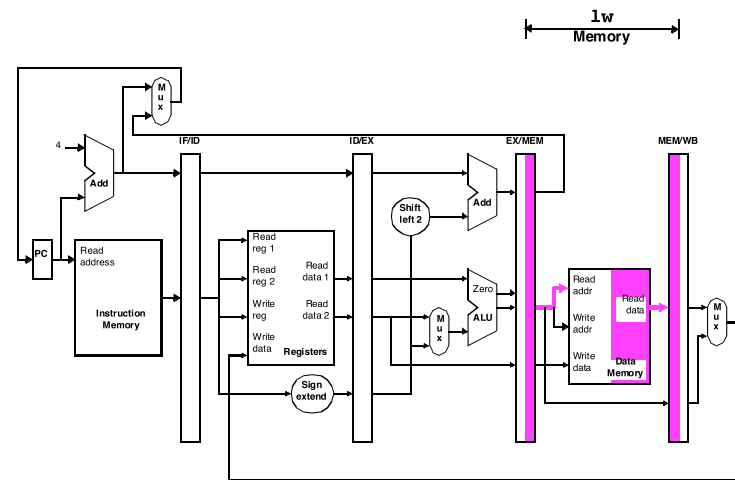 lw
Memory
M
u
x
IF/ID
ID/EX
EX/MEM
MEM/WB
4
Add
Add
Shift
left 2
PC
Read
address
Instruction
Memory
Read
reg 1
Read
reg 2
Write
reg
Write
data
Read
data 1
Read
data 2
Registers
Sign
extend
M
u
x
Zero
ALU
Read
addr
Write
addr
Write
data
Read
data
Data
Memory
M
u
x